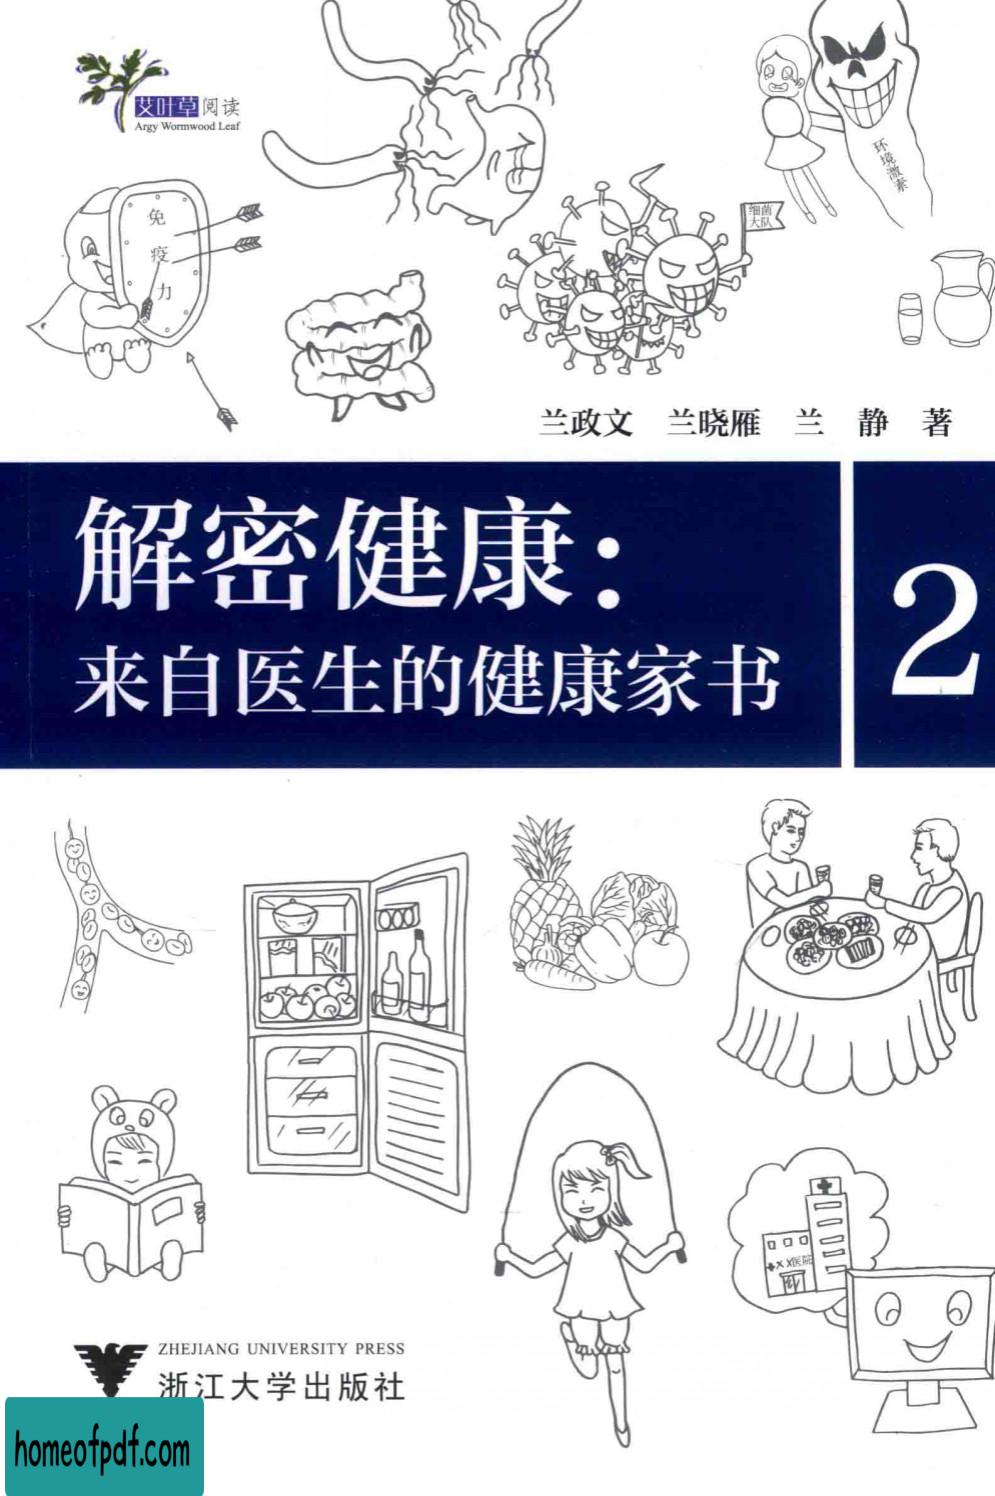 艾叶草阅读
Argy Wormwood Leaf
环境激素
免
疫
力
细菌
大队
兰政文 兰晓雁 兰 静 著
解密健康：
来自医生的健康家书
2
××医院
ZHEJIANG UNIVERSITY PRESS
浙江大学出版社
homeofpdf.com